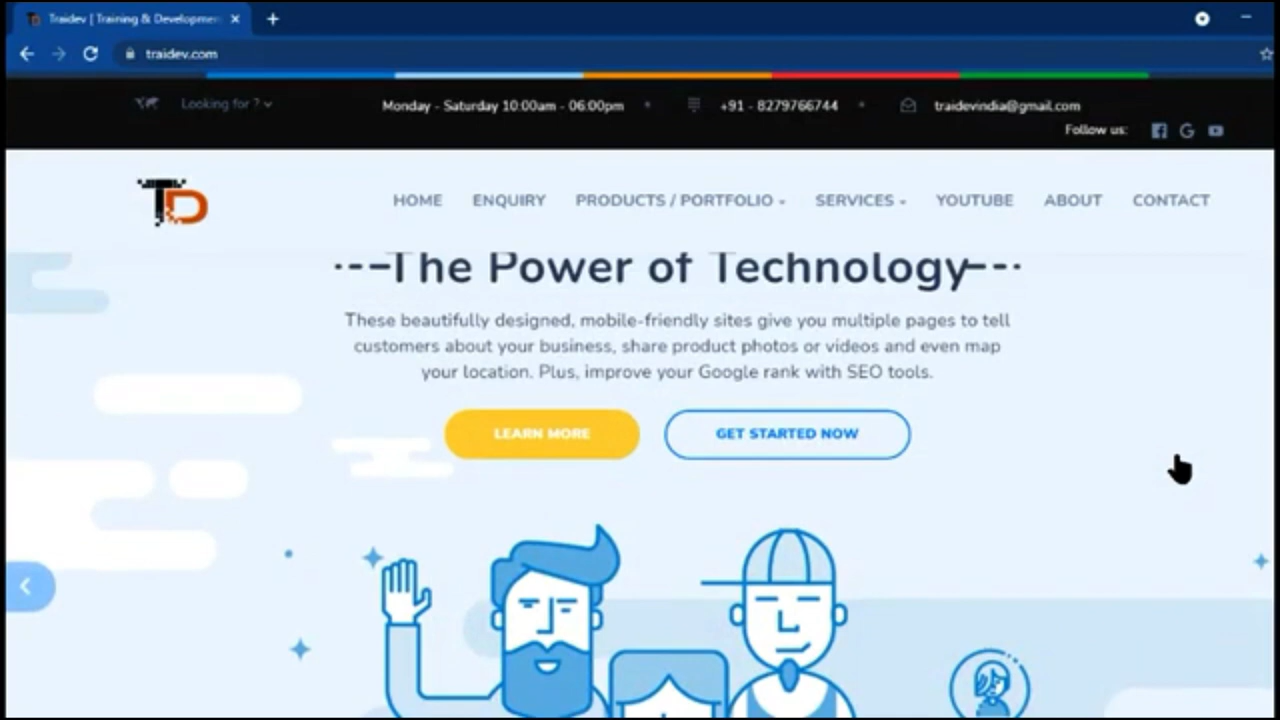 Traidev | Training & Developmen
traidev.com
Looking for ?
Monday - Saturday 10:00am - 06:00pm
+91 - 8279766744
traidevindia@gmail.com
Follow us:
TD
HOME ENQUIRY PRODUCTS / PORTFOLIO SERVICES YOUTUBE ABOUT CONTACT
---The Power of Technology---
These beautifully designed, mobile-friendly sites give you multiple pages to tell
customers about your business, share product photos or videos and even map
your location. Plus, improve your Google rank with SEO tools.
LEARN MORE
GET STARTED NOW